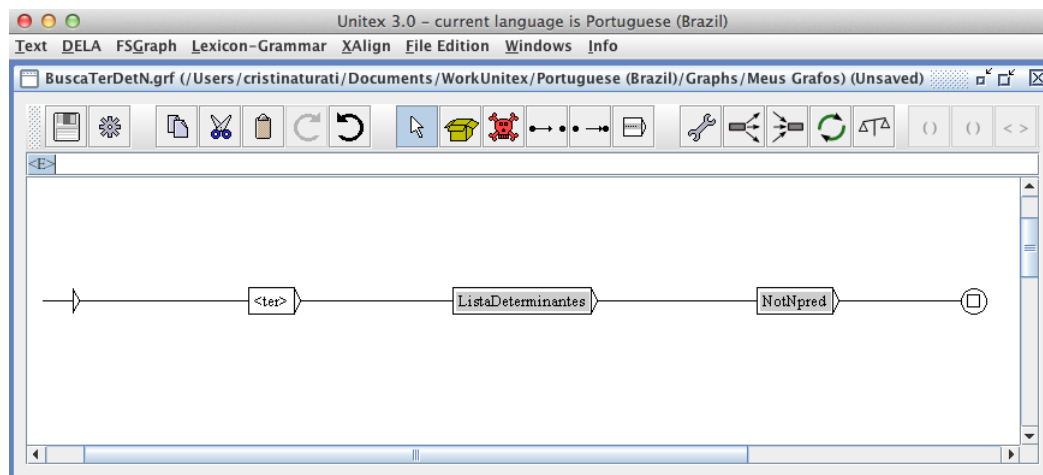 Unitex 3.0 – current language is Portuguese (Brazil)
Text DELA FSGraph Lexicon-Grammar XAlign File Edition Windows Info
BuscaTerDetN.grf (/Users/cristinaturati/Documents/WorkUnitex/Portuguese (Brazil)/Graphs/Meus Grafos) (Unsaved)
( ) ( ) < >
<E>
<ter> ListaDeterminantes NotNpred